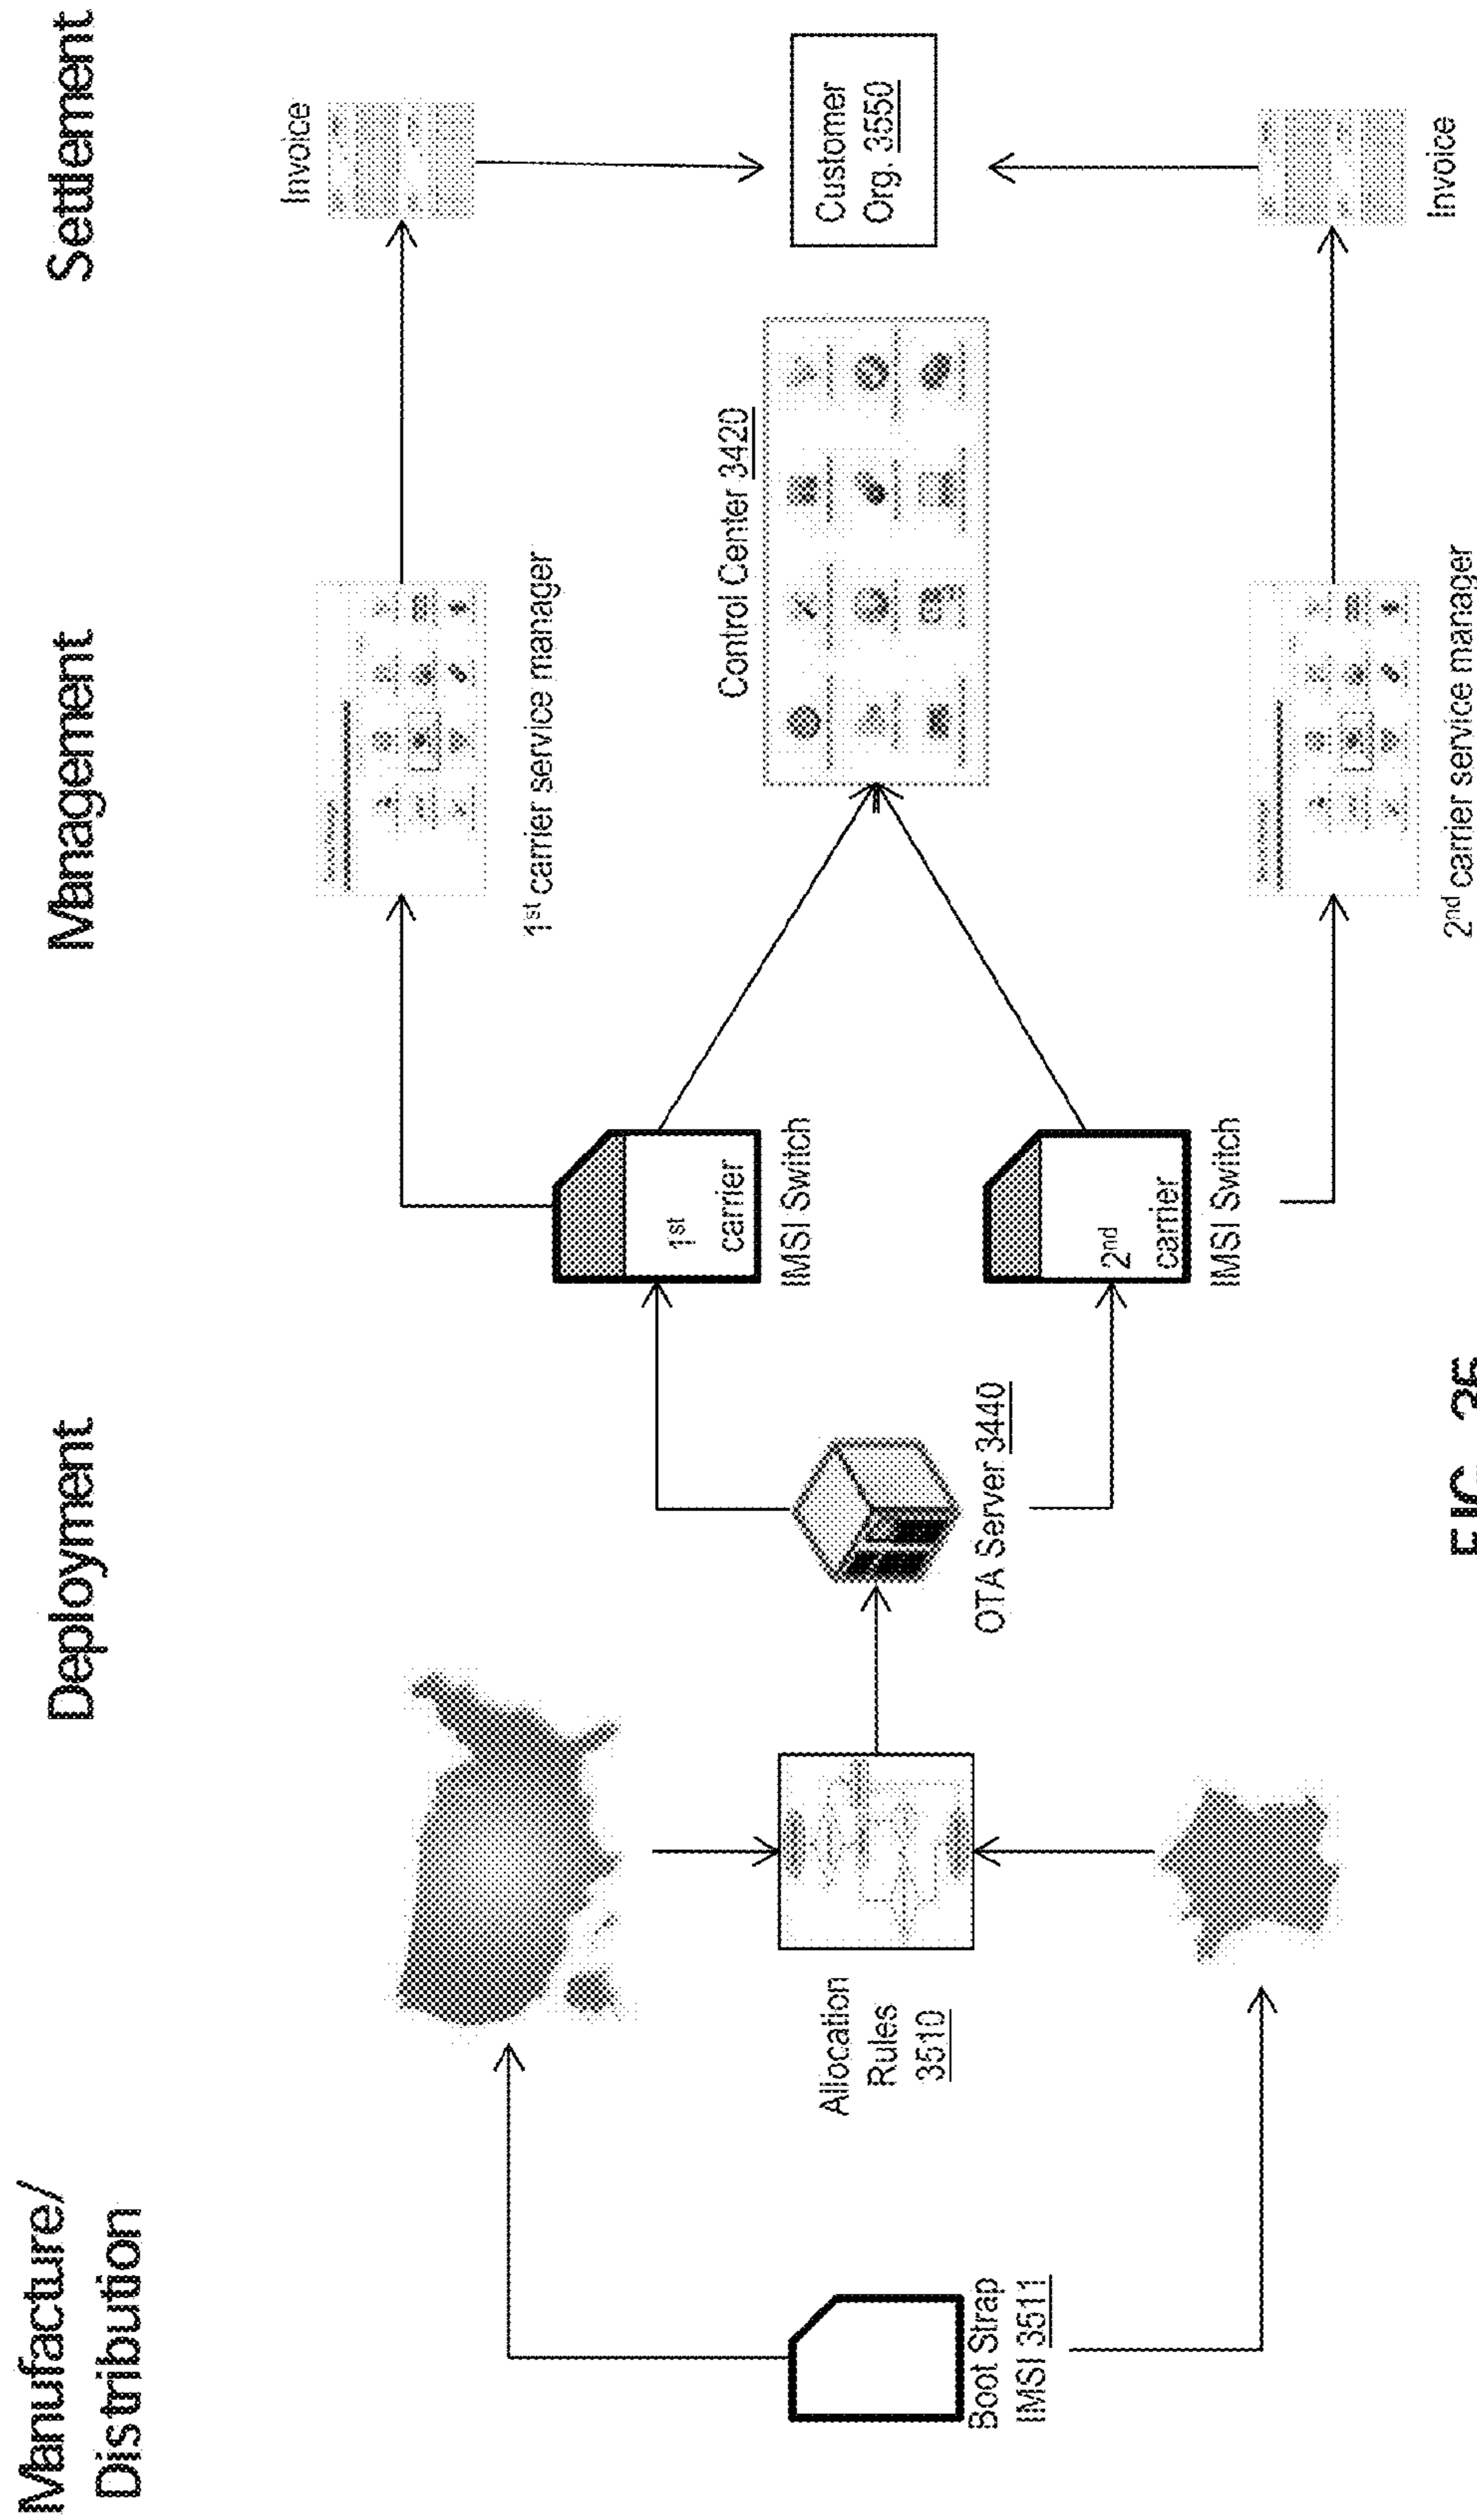 Manufacture/
Distribution
Deployment
Management
Settlement
Boot Strap
IMSI 3511
Allocation
Rules
3510
OTA Server 3440
1st
carrier
IMSI Switch
2nd
carrier
IMSI Switch
1st carrier service manager
Control Center 3420
2nd carrier service manager
Invoice
Customer
Org. 3550
Invoice